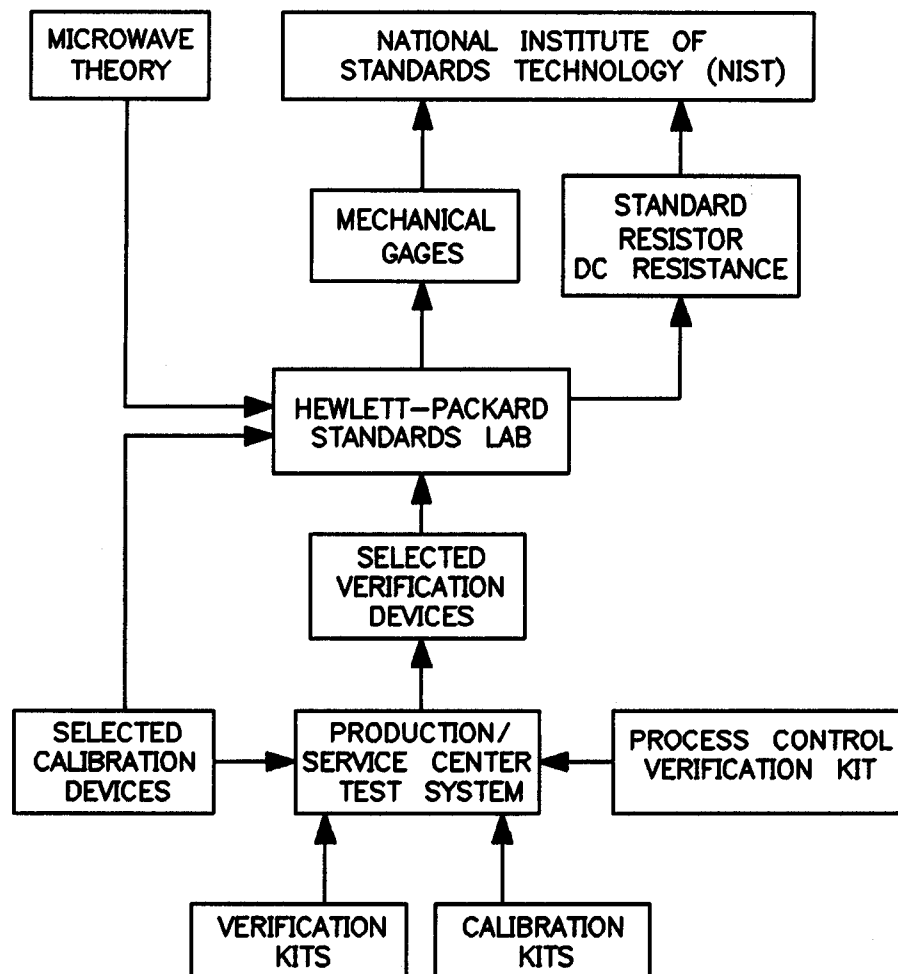 MICROWAVE
THEORY
NATIONAL INSTITUTE OF
STANDARDS TECHNOLOGY (NIST)
MECHANICAL
GAGES
STANDARD
RESISTOR
DC RESISTANCE
HEWLETT-PACKARD
STANDARDS LAB
SELECTED
VERIFICATION
DEVICES
SELECTED
CALIBRATION
DEVICES
PRODUCTION/
SERVICE CENTER
TEST SYSTEM
PROCESS CONTROL
VERIFICATION KIT
VERIFICATION
KITS
CALIBRATION
KITS